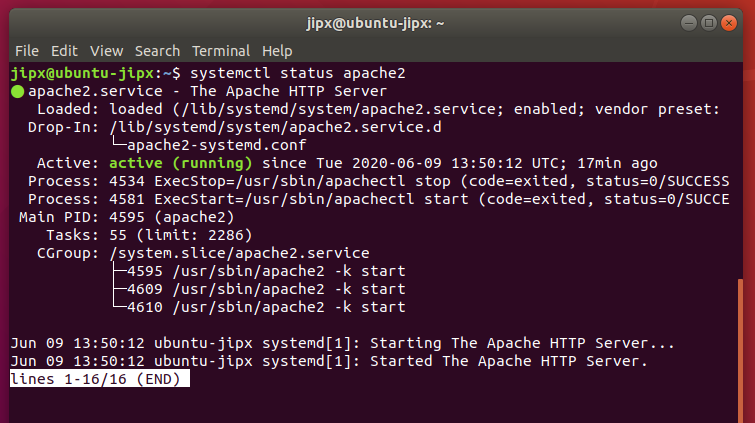 jipx@ubuntu-jipx: ~
File Edit View Search Terminal Help
jipx@ubuntu-jipx:~$ systemctl status apache2
● apache2.service - The Apache HTTP Server
   Loaded: loaded (/lib/systemd/system/apache2.service; enabled; vendor preset:
  Drop-In: /lib/systemd/system/apache2.service.d
           └─apache2-systemd.conf
   Active: active (running) since Tue 2020-06-09 13:50:12 UTC; 17min ago
  Process: 4534 ExecStop=/usr/sbin/apachectl stop (code=exited, status=0/SUCCESS
  Process: 4581 ExecStart=/usr/sbin/apachectl start (code=exited, status=0/SUCCE
 Main PID: 4595 (apache2)
    Tasks: 55 (limit: 2286)
   CGroup: /system.slice/apache2.service
           ├─4595 /usr/sbin/apache2 -k start
           ├─4609 /usr/sbin/apache2 -k start
           └─4610 /usr/sbin/apache2 -k start

Jun 09 13:50:12 ubuntu-jipx systemd[1]: Starting The Apache HTTP Server...
Jun 09 13:50:12 ubuntu-jipx systemd[1]: Started The Apache HTTP Server.
lines 1-16/16 (END)